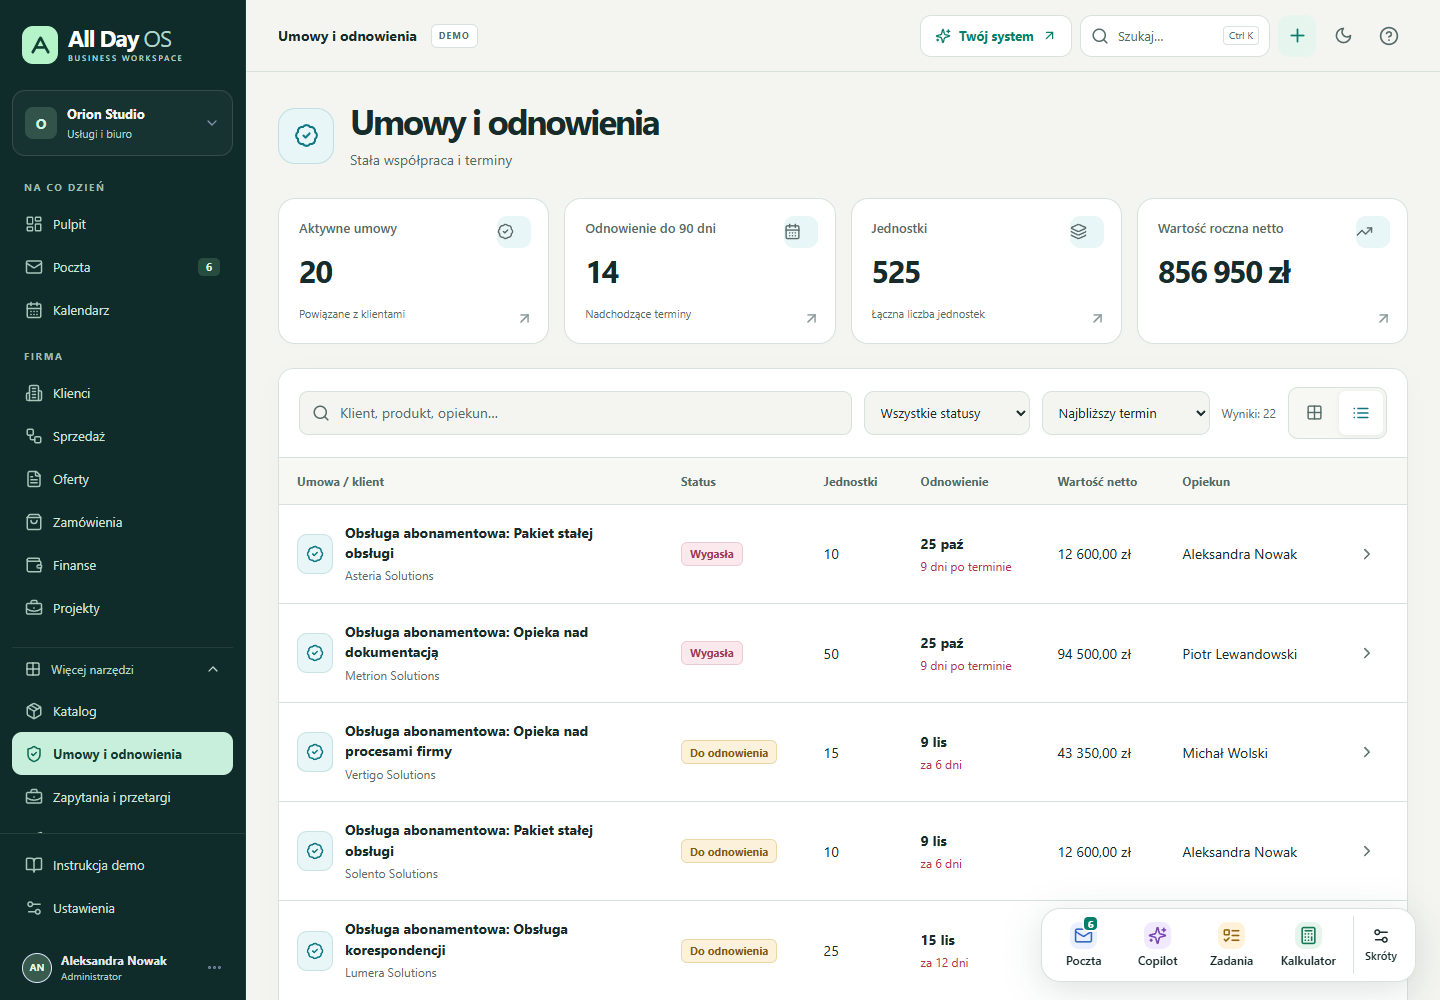 All Day OS
BUSINESS WORKSPACE
O
Orion Studio
Usługi i biuro
NA CO DZIEŃ
Pulpit
Poczta 6
Kalendarz
FIRMA
Klienci
Sprzedaż
Oferty
Zamówienia
Finanse
Projekty
Więcej narzędzi
Katalog
Umowy i odnowienia
Zapytania i przetargi
Instrukcja demo
Ustawienia
AN
Aleksandra Nowak
Administrator
Umowy i odnowienia DEMO
Twój system
Szukaj... Ctrl K
Umowy i odnowienia
Stała współpraca i terminy
Aktywne umowy
20
Powiązane z klientami
Odnowienie do 90 dni
14
Nadchodzące terminy
Jednostki
525
Łączna liczba jednostek
Wartość roczna netto
856 950 zł
Klient, produkt, opiekun...
Wszystkie statusy
Najbliższy termin
Wyniki: 22
Umowa / klient Status Jednostki Odnowienie Wartość netto Opiekun
Obsługa abonamentowa: Pakiet stałej
obsługi
Asteria Solutions
Wygasła
10
25 paź
9 dni po terminie
12 600,00 zł
Aleksandra Nowak
Obsługa abonamentowa: Opieka nad
dokumentacją
Metrion Solutions
Wygasła
50
25 paź
9 dni po terminie
94 500,00 zł
Piotr Lewandowski
Obsługa abonamentowa: Opieka nad
procesami firmy
Vertigo Solutions
Do odnowienia
15
9 lis
za 6 dni
43 350,00 zł
Michał Wolski
Obsługa abonamentowa: Pakiet stałej
obsługi
Solento Solutions
Do odnowienia
10
9 lis
za 6 dni
12 600,00 zł
Aleksandra Nowak
Obsługa abonamentowa: Obsługa
korespondencji
Lumera Solutions
Do odnowienia
25
15 lis
za 12 dni
6
Poczta
Copilot
Zadania
Kalkulator
Skróty